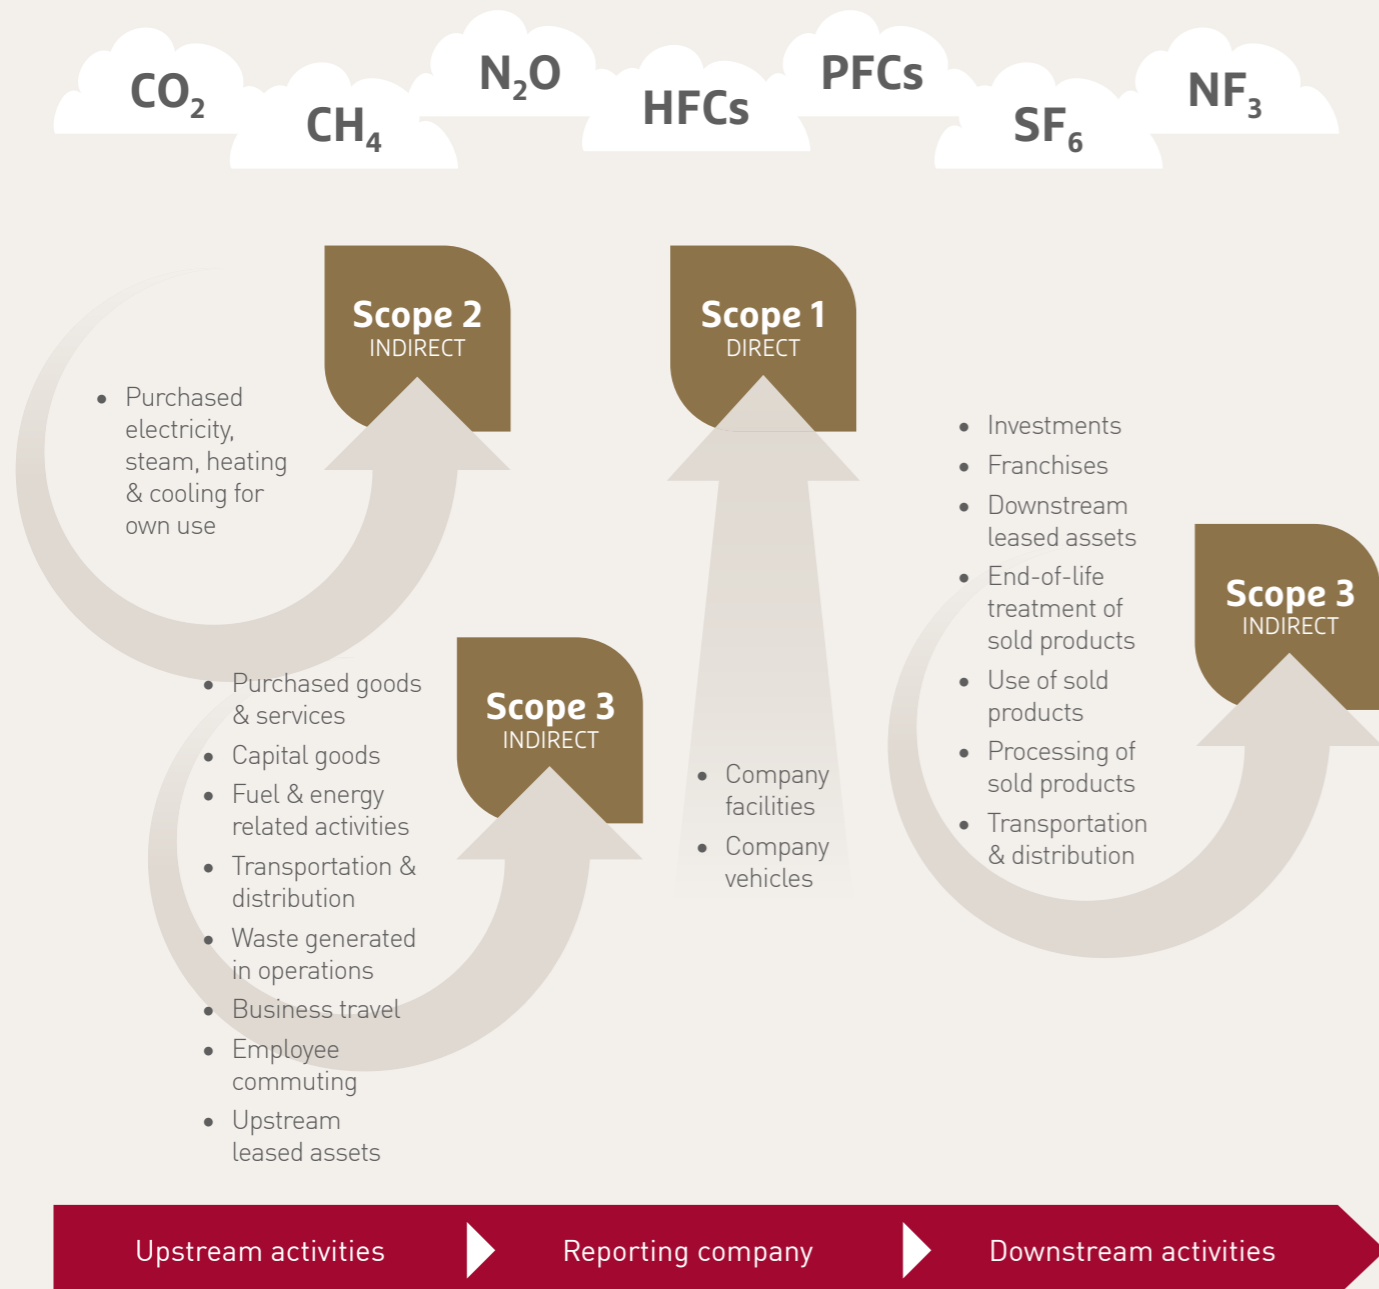 CO₂
CH₄
N₂O
HFCs
PFCs
SF₆
NF₃
Scope 2
INDIRECT
• Purchased
electricity,
steam, heating
& cooling for
own use
Scope 3
INDIRECT
• Purchased goods
& services
• Capital goods
• Fuel & energy
related activities
• Transportation &
distribution
• Waste generated
in operations
• Business travel
• Employee
commuting
• Upstream
leased assets
Scope 1
DIRECT
• Company
facilities
• Company
vehicles
Scope 3
INDIRECT
• Investments
• Franchises
• Downstream
leased assets
• End-of-life
treatment of
sold products
• Use of sold
products
• Processing of
sold products
• Transportation
& distribution
Upstream activities
Reporting company
Downstream activities